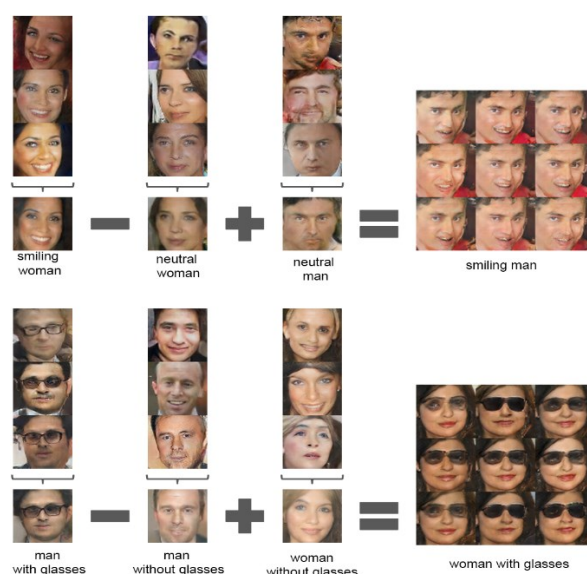 smiling
woman
neutral
woman
neutral
man
smiling man
man
with glasses
man
without glasses
woman
without glasses
woman with glasses